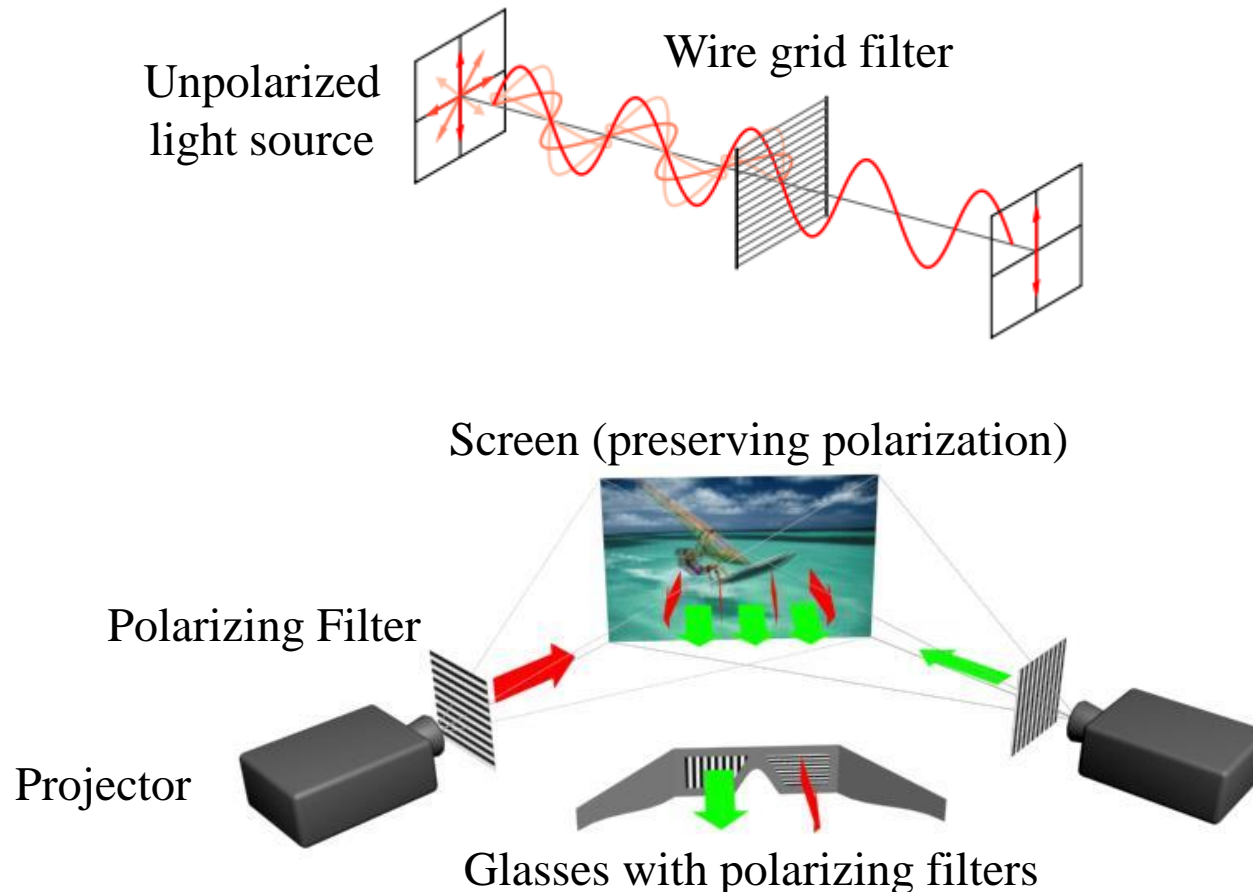 Unpolarized
light source
Wire grid filter
Screen (preserving polarization)
Polarizing Filter
Projector
Glasses with polarizing filters